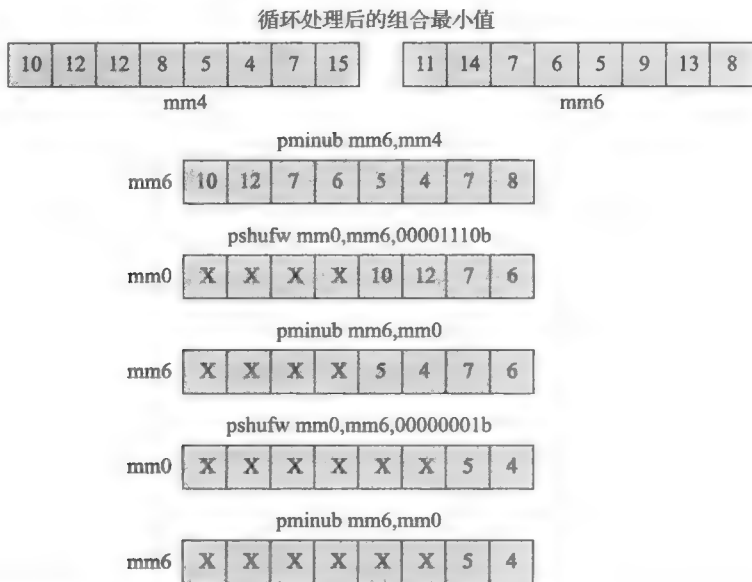 循环处理后的组合最小值
10 12 12 8 5 4 7 15 11 14 7 6 5 9 13 8
mm4 mm6
pminub mm6,mm4
mm6 10 12 7 6 5 4 7 8
pshufw mm0,mm6,00001110b
mm0 X X X X 10 12 7 6
pminub mm6,mm0
mm6 X X X X 5 4 7 6
pshufw mm0,mm6,00000001b
mm0 X X X X X X 5 4
pminub mm6,mm0
mm6 X X X X X X 5 4